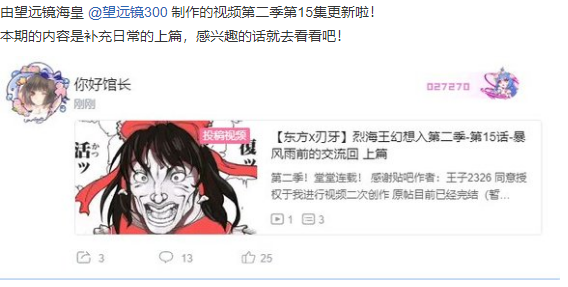 由望远镜海皇 @望远镜300 制作的视频第二季第15集更新啦！
本期的内容是补充日常的上篇，感兴趣的话就去看看吧！
你好馆长
刚刚
027270
投稿视频
活ッ
かつ
復ッ
【东方x刃牙】烈海王幻想入第二季-第15话-暴
风雨前的交流回 上篇
第二季！堂堂连载！ 感谢贴吧作者：王子2326 同意授
权于我进行视频二次创作 原帖目前已经完结（暂...
1 3
3 13 25